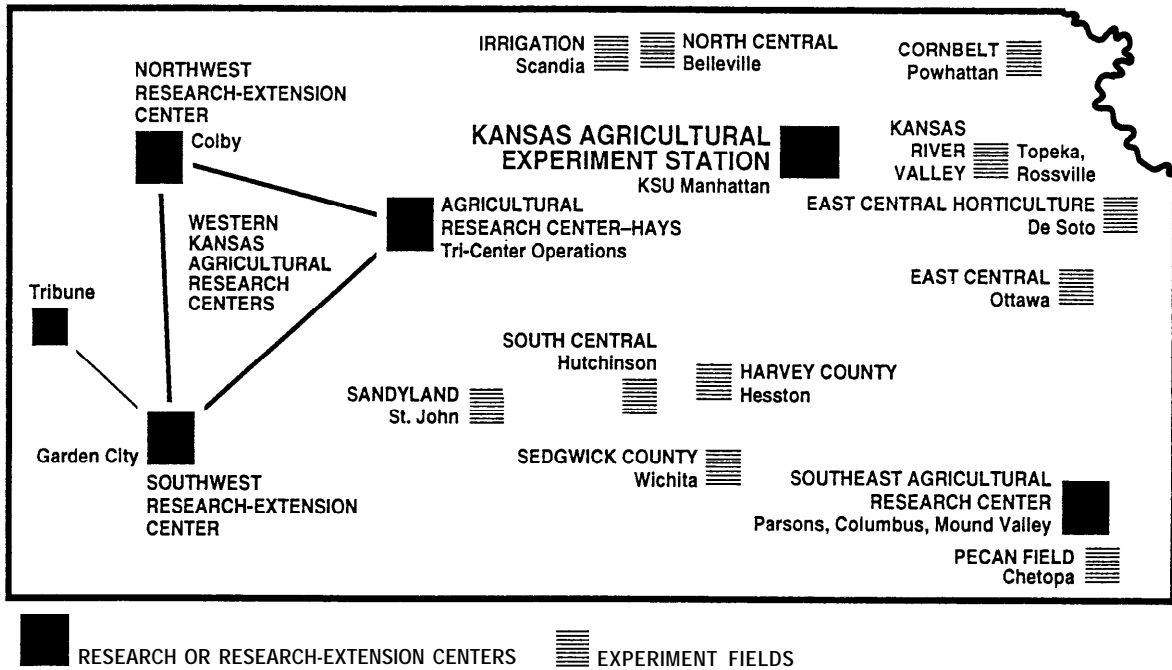 IRRIGATION
Scandia
NORTH CENTRAL
Belleville
CORNBELT
Powhattan
NORTHWEST
RESEARCH-EXTENSION
CENTER
Colby
KANSAS AGRICULTURAL
EXPERIMENT STATION
KSU Manhattan
KANSAS
RIVER
VALLEY
Topeka,
Rossville
AGRICULTURAL
RESEARCH CENTER–HAYS
Tri-Center Operations
EAST CENTRAL HORTICULTURE
De Soto
WESTERN
KANSAS
AGRICULTURAL
RESEARCH
CENTERS
Tribune
EAST CENTRAL
Ottawa
SOUTH CENTRAL
Hutchinson
HARVEY COUNTY
Hesston
SANDYLAND
St. John
Garden City
SOUTHWEST
RESEARCH-EXTENSION
CENTER
SEDGWICK COUNTY
Wichita
SOUTHEAST AGRICULTURAL
RESEARCH CENTER
Parsons, Columbus, Mound Valley
PECAN FIELD
Chetopa
RESEARCH OR RESEARCH-EXTENSION CENTERS
EXPERIMENT FIELDS